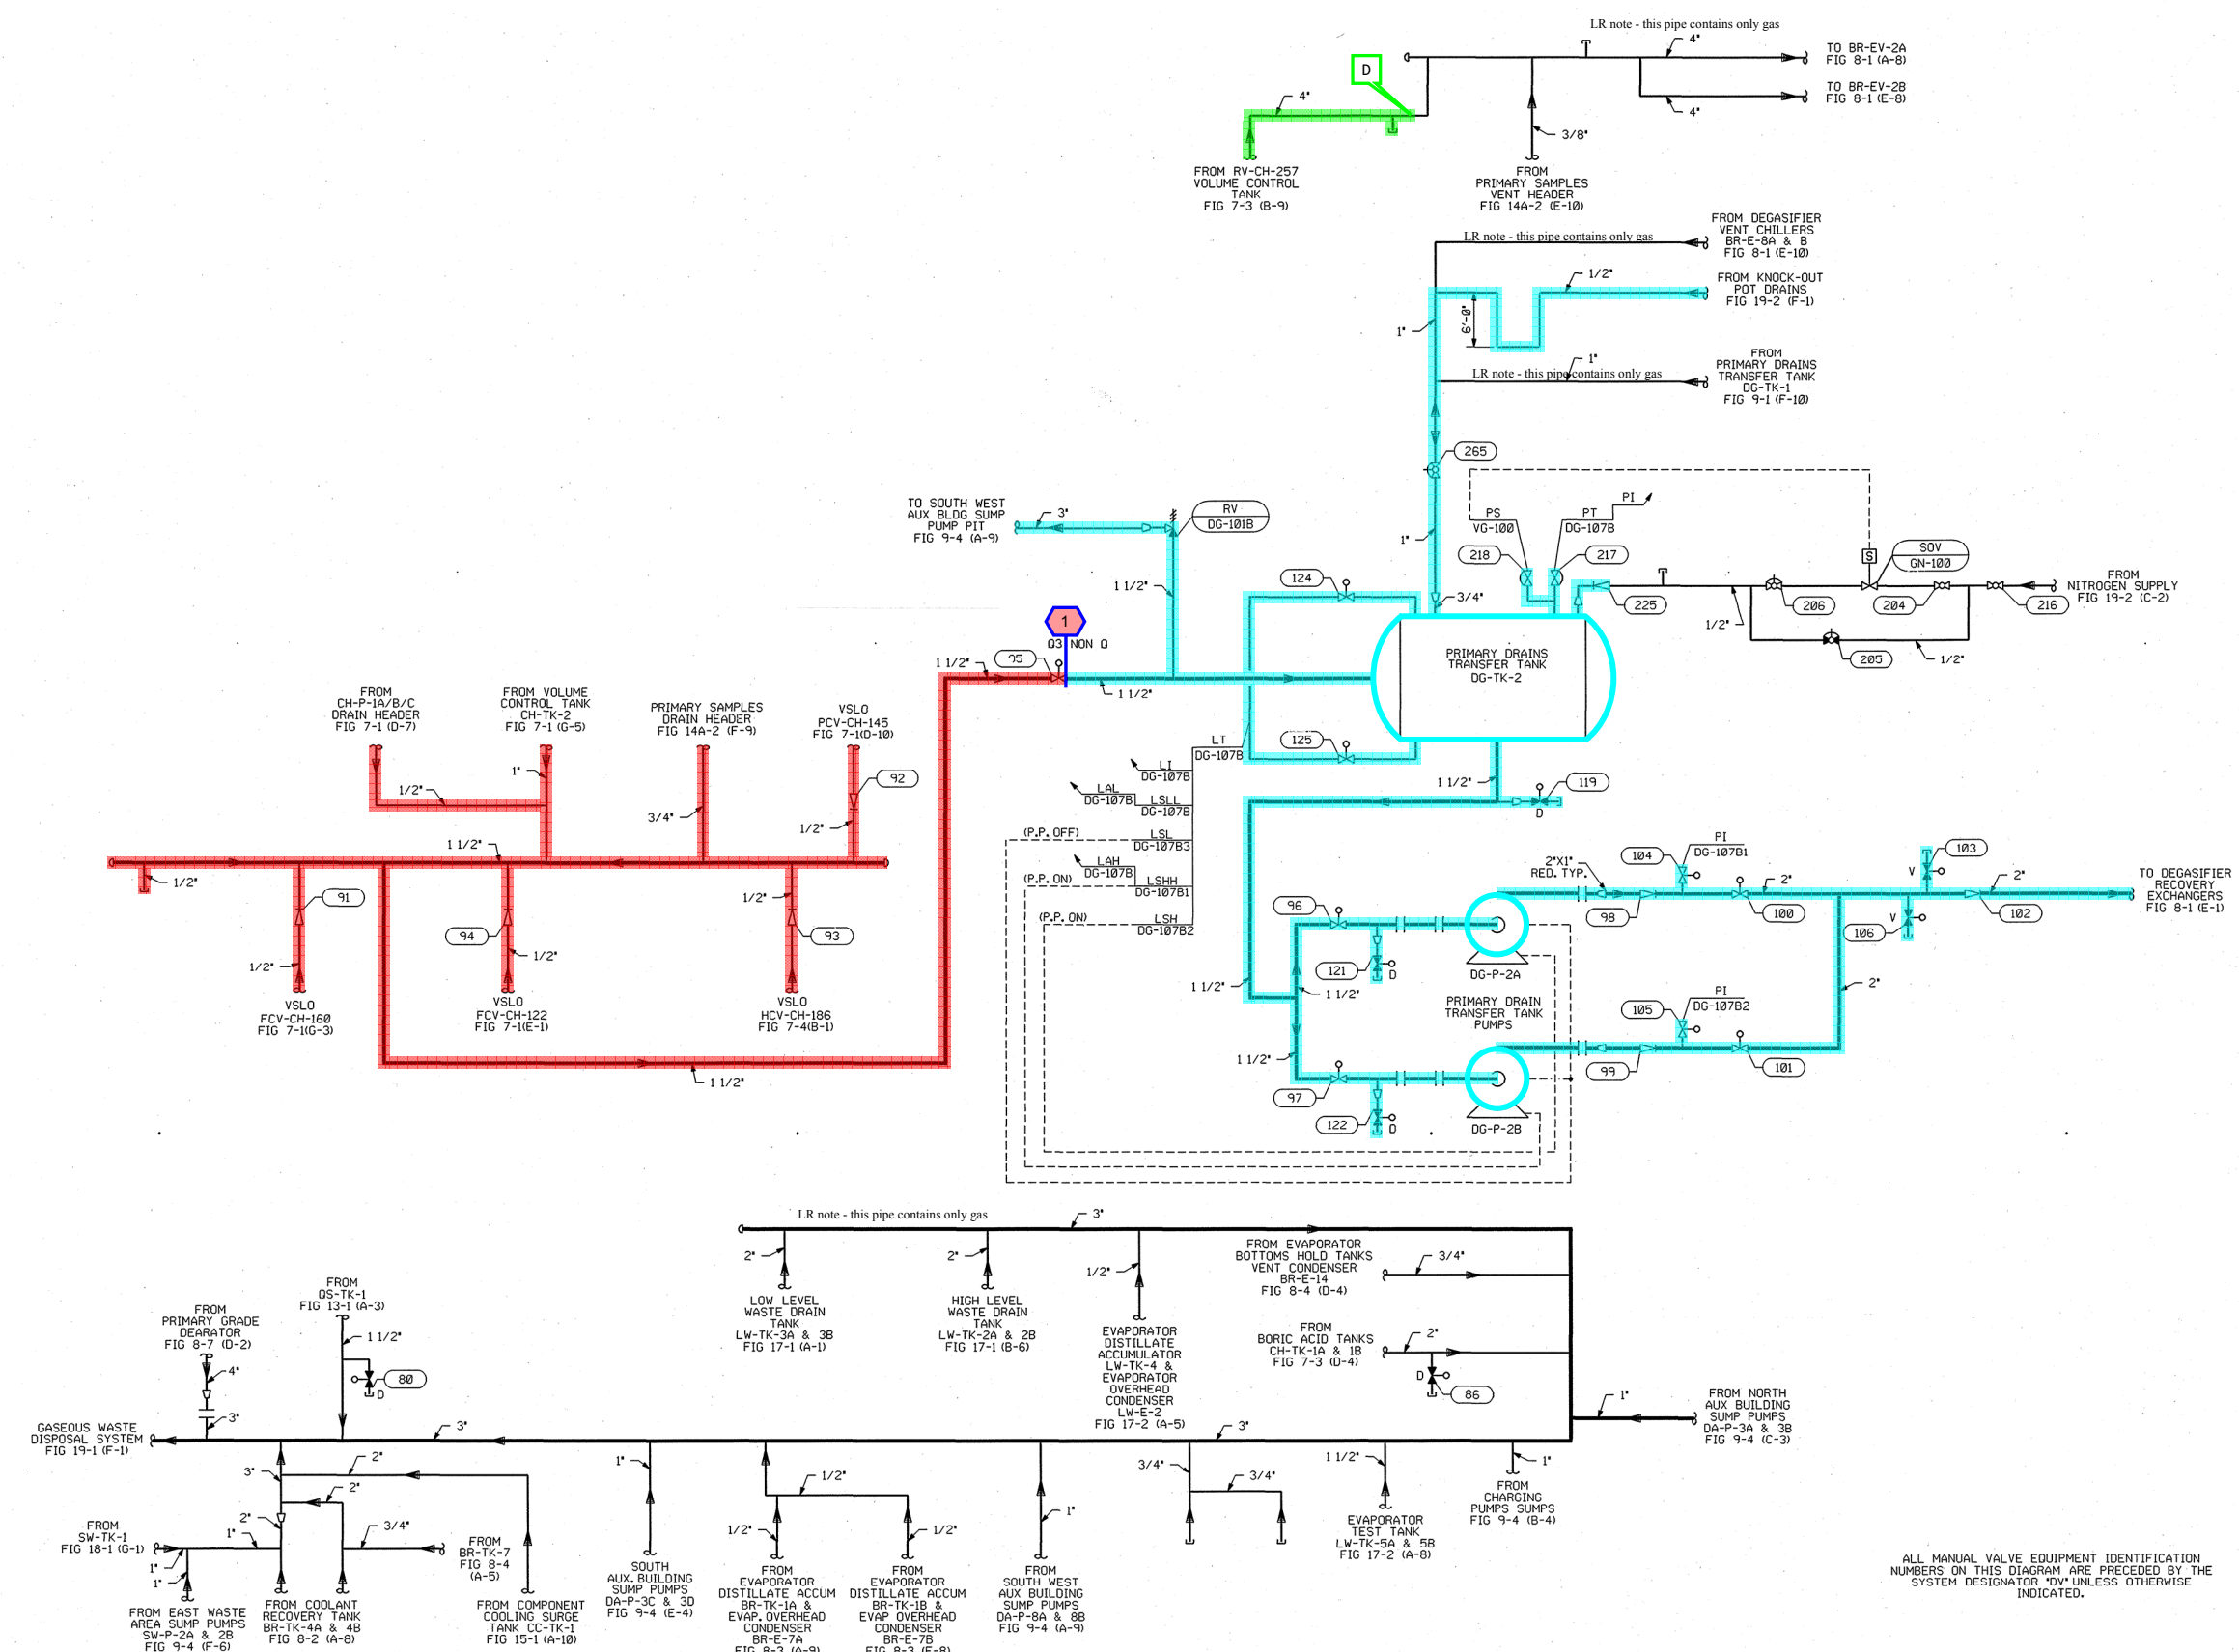 LR note - this pipe contains only gas
4"
TO BR-EV-2A
FIG 8-1 (A-8)
D
4"
TO BR-EV-2B
FIG 8-1 (E-8)
4"
3/8"
FROM RV-CH-257
VOLUME CONTROL
TANK
FIG 7-3 (B-9)
FROM
PRIMARY SAMPLES
VENT HEADER
FIG 14A-2 (E-10)
FROM DEGASIFIER
VENT CHILLERS
BR-E-8A & B
FIG 8-1 (E-10)
LR note - this pipe contains only gas
1/2"
FROM KNOCK-OUT
POT DRAINS
FIG 19-2 (F-1)
1"
6'-0"
1"
LR note - this pipe contains only gas
FROM
PRIMARY DRAINS
TRANSFER TANK
DG-TK-1
FIG 9-1 (F-10)
265
TO SOUTH WEST
AUX BLDG SUMP
PUMP PIT
FIG 9-4 (A-9)
3"
RV
DG-101B
1"
PS
VG-100
PT
DG-107B
PI
218
217
SOV
GN-100
S
FROM
NITROGEN SUPPLY
FIG 19-2 (C-2)
1 1/2"
124
3/4"
225
206
204
216
1/2"
205
1/2"
1
Q3 NON Q
95
1 1/2"
1 1/2"
PRIMARY DRAINS
TRANSFER TANK
DG-TK-2
FROM
CH-P-1A/B/C
DRAIN HEADER
FIG 7-1 (D-7)
FROM VOLUME
CONTROL TANK
CH-TK-2
FIG 7-1 (G-5)
PRIMARY SAMPLES
DRAIN HEADER
FIG 14A-2 (F-9)
VSLO
PCV-CH-145
FIG 7-1(D-10)
1"
1/2"
3/4"
92
1/2"
1 1/2"
1/2"
91
94
1/2"
1/2"
93
1/2"
VSLO
FCV-CH-160
FIG 7-1(G-3)
VSLO
FCV-CH-122
FIG 7-1(E-1)
VSLO
HCV-CH-186
FIG 7-4(B-1)
1 1/2"
LT
DG-107B
125
LI
DG-107B
LAL
DG-107B
LSLL
DG-107B
(P.P. OFF)
LSL
DG-107B3
LAH
DG-107B
(P.P. ON)
LSHH
DG-107B1
(P.P. ON)
LSH
DG-107B2
1 1/2"
119
D
96
121
D
1 1/2"
1 1/2"
1 1/2"
97
122
D
DG-P-2A
PRIMARY DRAIN
TRANSFER TANK
PUMPS
DG-P-2B
2"X1"
RED. TYP.
104
PI
DG-107B1
98
2"
100
103
V
V
106
2"
102
TO DEGASIFIER
RECOVERY
EXCHANGERS
FIG 8-1 (E-1)
105
PI
DG-107B2
2"
99
101
LR note - this pipe contains only gas
3"
2"
2"
1/2"
LOW LEVEL
WASTE DRAIN
TANK
LW-TK-3A & 3B
FIG 17-1 (A-1)
HIGH LEVEL
WASTE DRAIN
TANK
LW-TK-2A & 2B
FIG 17-1 (B-6)
EVAPORATOR
DISTILLATE
ACCUMULATOR
LW-TK-4 &
EVAPORATOR
OVERHEAD
CONDENSER
LW-E-2
FIG 17-2 (A-5)
FROM EVAPORATOR
BOTTOMS HOLD TANKS
VENT CONDENSER
BR-E-14
FIG 8-4 (D-4)
3/4"
FROM
BORIC ACID TANKS
CH-TK-1A & 1B
FIG 7-3 (D-4)
2"
D
86
1"
FROM NORTH
AUX BUILDING
SUMP PUMPS
DA-P-3A & 3B
FIG 9-4 (C-3)
FROM
QS-TK-1
FIG 13-1 (A-3)
FROM
PRIMARY GRADE
DEARATOR
FIG 8-7 (D-2)
1 1/2"
4"
80
D
3"
GASEOUS WASTE
DISPOSAL SYSTEM
FIG 19-1 (F-1)
3"
3"
3"
2"
2"
2"
1"
3/4"
FROM
SW-TK-1
FIG 18-1 (G-1)
1"
1"
FROM
BR-TK-7
FIG 8-4
(A-5)
FROM EAST WASTE
AREA SUMP PUMPS
SW-P-2A & 2B
FIG 9-4 (F-6)
FROM COOLANT
RECOVERY TANK
BR-TK-4A & 4B
FIG 8-2 (A-8)
FROM COMPONENT
COOLING SURGE
TANK CC-TK-1
FIG 15-1 (A-10)
1"
SOUTH
AUX. BUILDING
SUMP PUMPS
DA-P-3C & 3D
FIG 9-4 (E-4)
1/2"
1/2"
1/2"
FROM
EVAPORATOR
DISTILLATE ACCUM
BR-TK-1A &
EVAP. OVERHEAD
CONDENSER
BR-E-7A
FIG 8-3 (A-9)
FROM
EVAPORATOR
DISTILLATE ACCUM
BR-TK-1B &
EVAP OVERHEAD
CONDENSER
BR-E-7B
FIG 8-3 (E-8)
1"
FROM
SOUTH WEST
AUX BUILDING
SUMP PUMPS
DA-P-8A & 8B
FIG 9-4 (A-9)
3/4"
3/4"
1 1/2"
EVAPORATOR
TEST TANK
LW-TK-5A & 5B
FIG 17-2 (A-8)
1"
FROM
CHARGING
PUMPS SUMPS
FIG 9-4 (B-4)
ALL MANUAL VALVE EQUIPMENT IDENTIFICATION
NUMBERS ON THIS DIAGRAM ARE PRECEDED BY THE
SYSTEM DESIGNATOR "DV" UNLESS OTHERWISE
INDICATED.